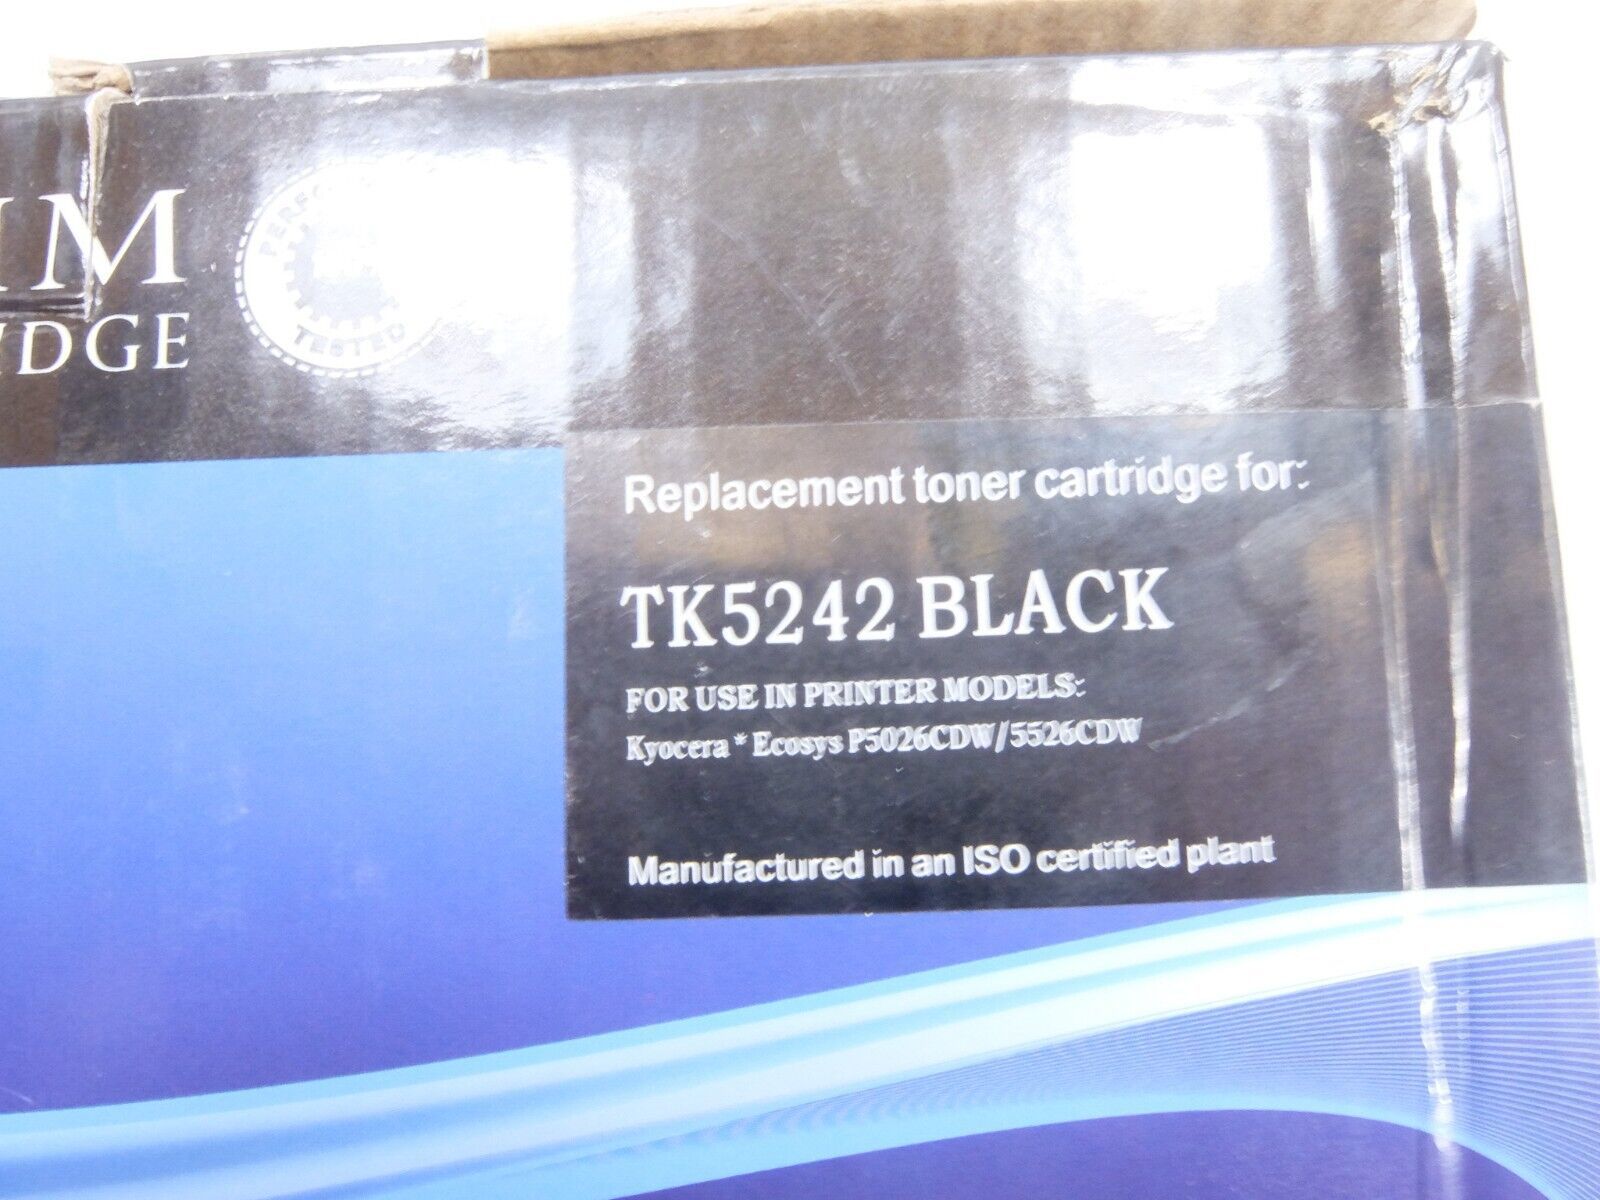 IM
IDGE
TESTED
Replacement toner cartridge for:
TK5242 BLACK
FOR USE IN PRINTER MODELS:
Kyocera * Ecosys P5026CDW/5526CDW
Manufactured in an ISO certified plant